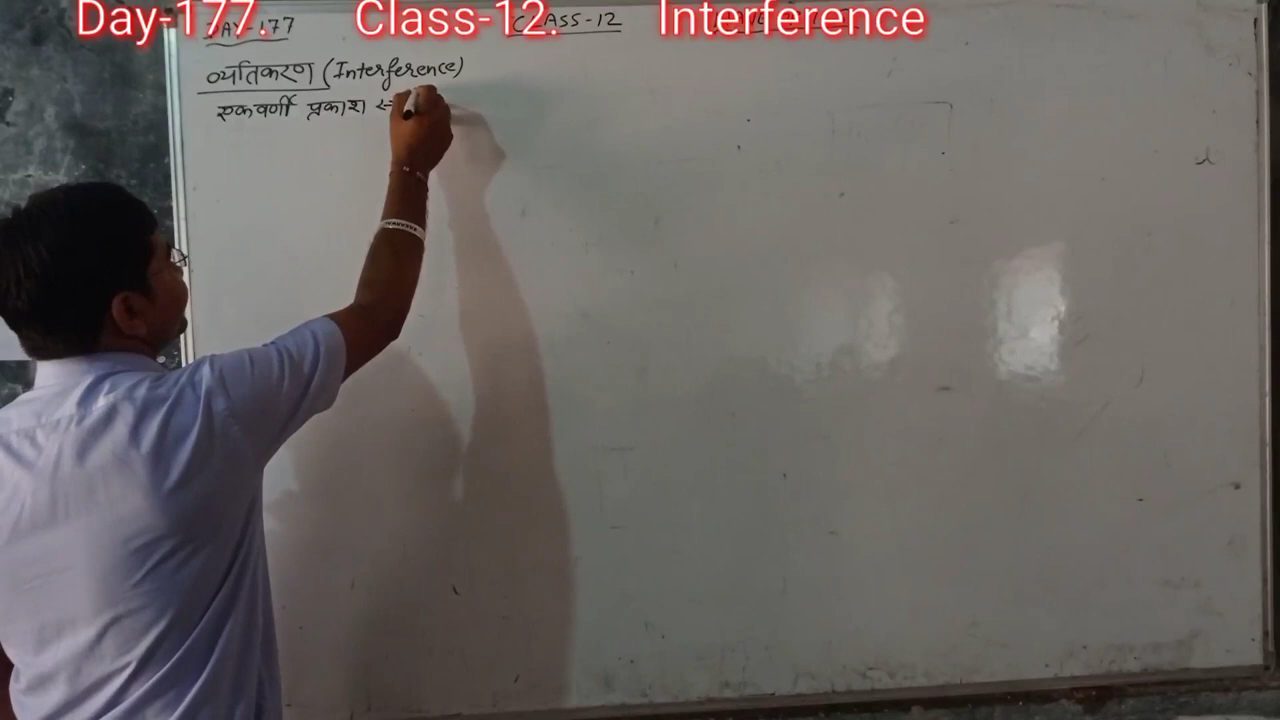 Day-177. Class-12. Interference
DAY-177 CLASS-12
व्यतिकरण (Interference)
एकवर्णी प्रकाश